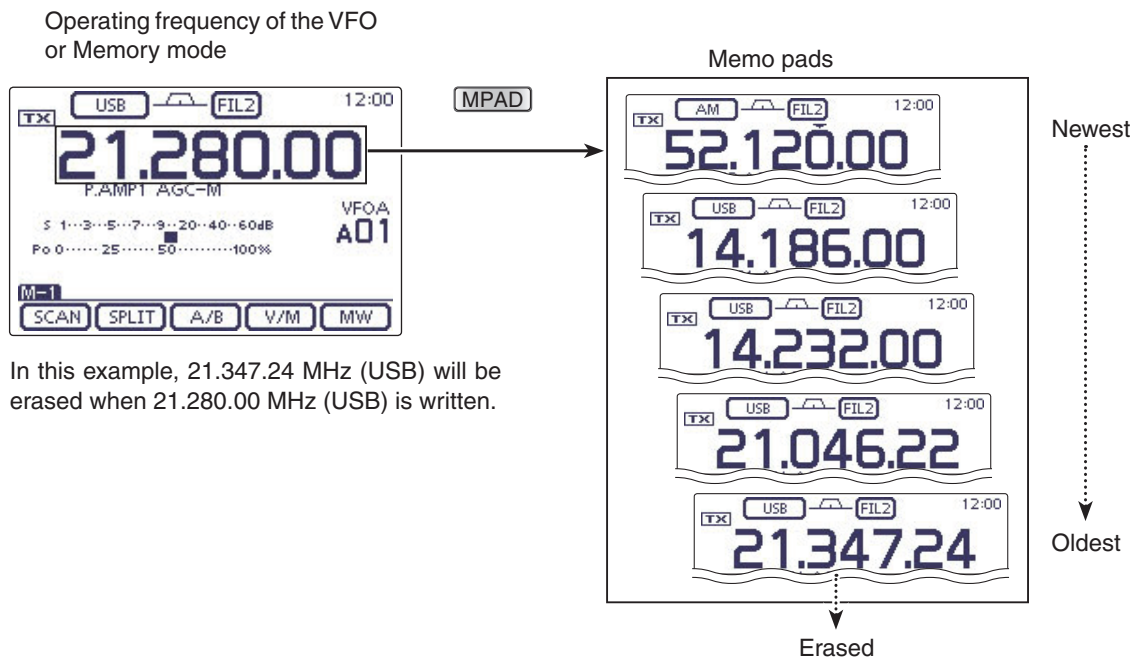 Operating frequency of the VFO
or Memory mode
USB FIL2 12:00
TX
21.280.00
P.AMP1 AGC-M
VFOA
S 1···3···5···7···9··20··40··60dB
A01
Po 0······25······50··········100%
M-1
SCAN SPLIT A/B V/M MW
In this example, 21.347.24 MHz (USB) will be
erased when 21.280.00 MHz (USB) is written.
MPAD
Memo pads
AM FIL2 12:00
TX
52.120.00
USB FIL2 12:00
TX
14.186.00
USB FIL2 12:00
TX
14.232.00
USB FIL2 12:00
TX
21.046.22
USB FIL2 12:00
TX
21.347.24
Erased
Newest
Oldest